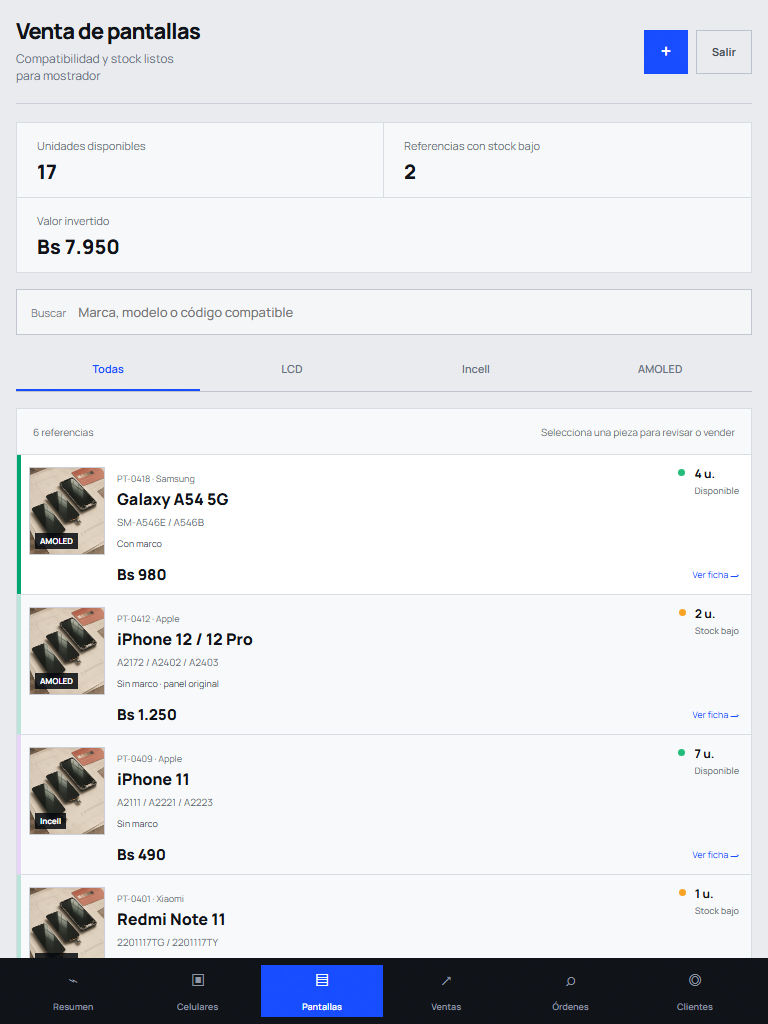 Venta de pantallas
Compatibilidad y stock listos
para mostrador
+
Salir
Unidades disponibles
17
Referencias con stock bajo
2
Valor invertido
Bs 7.950
Buscar
Marca, modelo o código compatible
Todas
LCD
Incell
AMOLED
6 referencias
Selecciona una pieza para revisar o vender
AMOLED
PT-0418 · Samsung
Galaxy A54 5G
SM-A546E / A546B
Con marco
Bs 980
4 u.
Disponible
Ver ficha
AMOLED
PT-0412 · Apple
iPhone 12 / 12 Pro
A2172 / A2402 / A2403
Sin marco · panel original
Bs 1.250
2 u.
Stock bajo
Ver ficha
Incell
PT-0409 · Apple
iPhone 11
A2111 / A2221 / A2223
Sin marco
Bs 490
7 u.
Disponible
Ver ficha
PT-0401 · Xiaomi
Redmi Note 11
2201117TG / 2201117TY
1 u.
Stock bajo
Resumen
Celulares
Pantallas
Ventas
Órdenes
Clientes